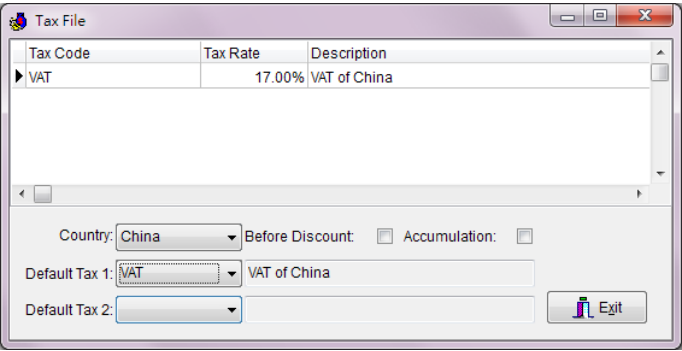 Tax File
Tax Code Tax Rate Description
VAT 17.00% VAT of China
Country: China Before Discount: Accumulation:
Default Tax 1: VAT VAT of China
Default Tax 2:
Exit